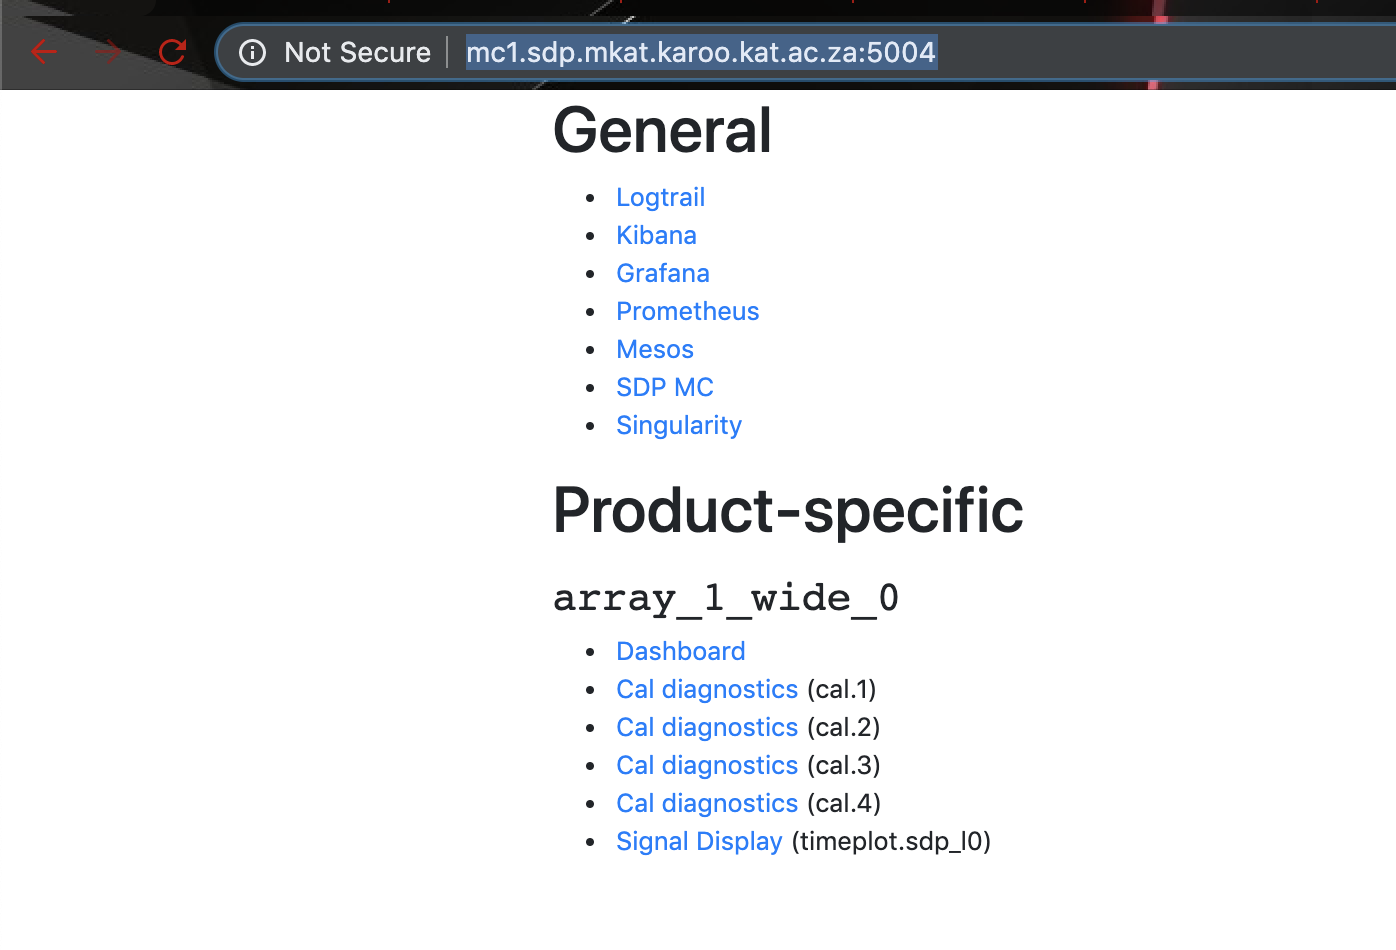 Not Secure mc1.sdp.mkat.karoo.kat.ac.za:5004
General
Logtrail
Kibana
Grafana
Prometheus
Mesos
SDP MC
Singularity
Product-specific
array_1_wide_0
Dashboard
Cal diagnostics (cal.1)
Cal diagnostics (cal.2)
Cal diagnostics (cal.3)
Cal diagnostics (cal.4)
Signal Display (timeplot.sdp_l0)